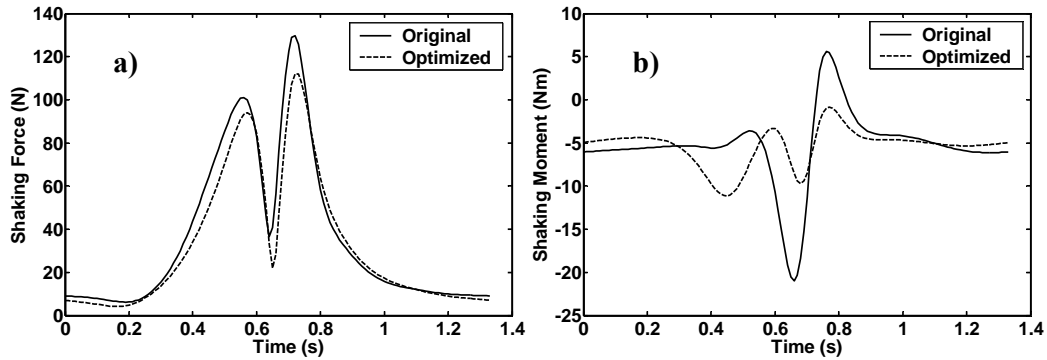 140
120
100
80
60
40
20
0
Shaking Force (N)
a)
Original
Optimized
0 0.2 0.4 0.6 0.8 1 1.2 1.4
Time (s)
10
5
0
-5
-10
-15
-20
-25
Shaking Moment (Nm)
b)
Original
Optimized
0 0.2 0.4 0.6 0.8 1 1.2 1.4
Time (s)